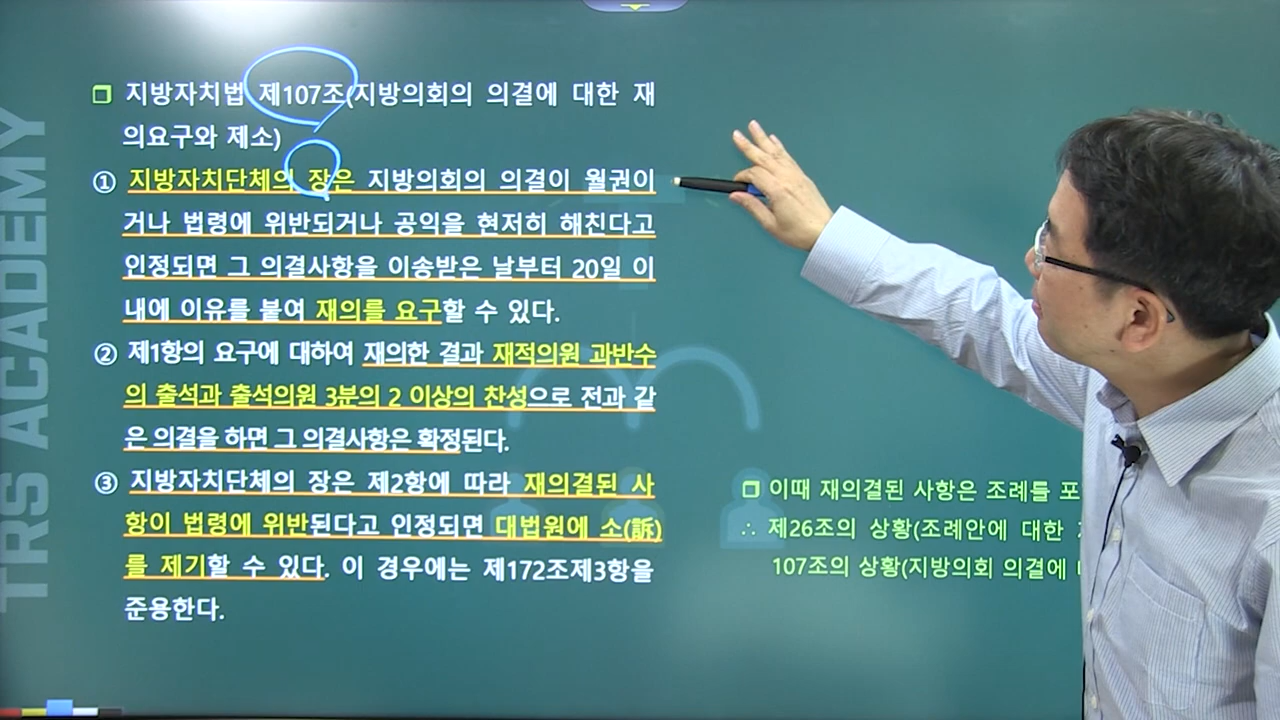 TRS ACADEMY
지방자치법 제107조(지방의회의 의결에 대한 재
의요구와 제소)
① 지방자치단체의 장은 지방의회의 의결이 월권이
거나 법령에 위반되거나 공익을 현저히 해친다고
인정되면 그 의결사항을 이송받은 날부터 20일 이
내에 이유를 붙여 재의를 요구할 수 있다.
② 제1항의 요구에 대하여 재의한 결과 재적의원 과반수
의 출석과 출석의원 3분의 2 이상의 찬성으로 전과 같
은 의결을 하면 그 의결사항은 확정된다.
③ 지방자치단체의 장은 제2항에 따라 재의결된 사
항이 법령에 위반된다고 인정되면 대법원에 소(訴)
를 제기할 수 있다. 이 경우에는 제172조제3항을
준용한다.
이때 재의결된 사항은 조례를 포
∴ 제26조의 상황(조례안에 대한
107조의 상황(지방의회 의결에